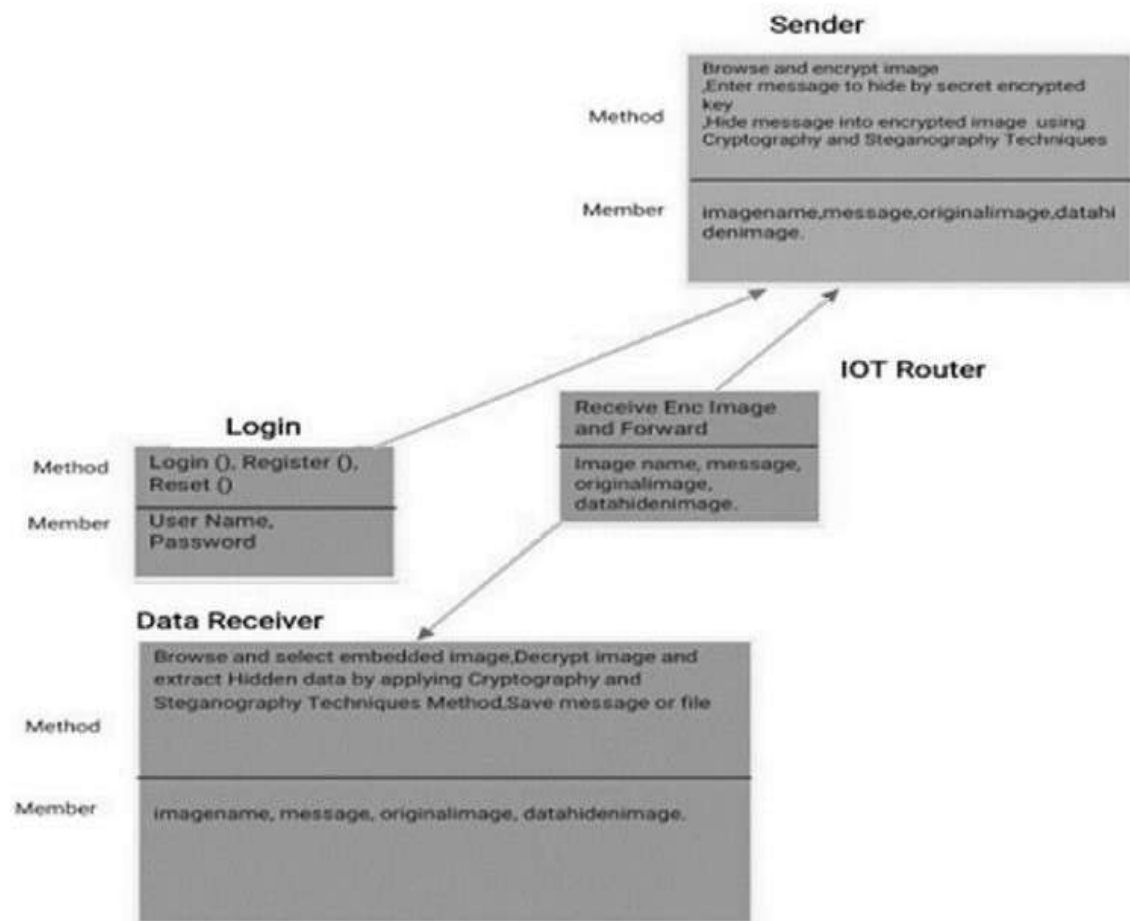 Sender
Method
Browse and encrypt image
,Enter message to hide by secret encrypted
key
,Hide message into encrypted image using
Cryptography and Steganography Techniques
Member
imagename,message,originalimage,datahi
denimage.
IOT Router
Receive Enc Image
and Forward
Image name, message,
originalimage,
datahidenimage.
Login
Method
Login (), Register (),
Reset ()
Member
User Name,
Password
Data Receiver
Method
Browse and select embedded image,Decrypt image and
extract Hidden data by applying Cryptography and
Steganography Techniques Method,Save message or file
Member
imagename, message, originalimage, datahidenimage.